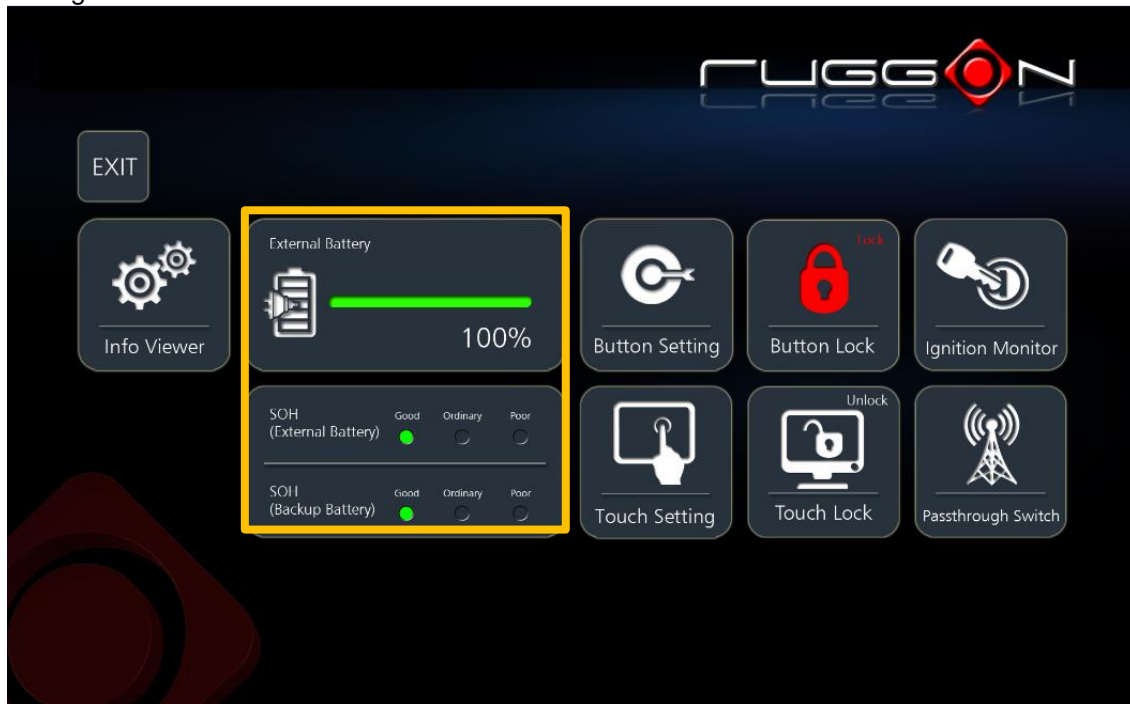 RUGGON
EXIT
External Battery
100%
Info Viewer
Button Setting
Lock
Button Lock
Ignition Monitor
SOH
(External Battery)
Good Ordinary Poor
SOH
(Backup Battery)
Good Ordinary Poor
Touch Setting
Unlock
Touch Lock
Passthrough Switch